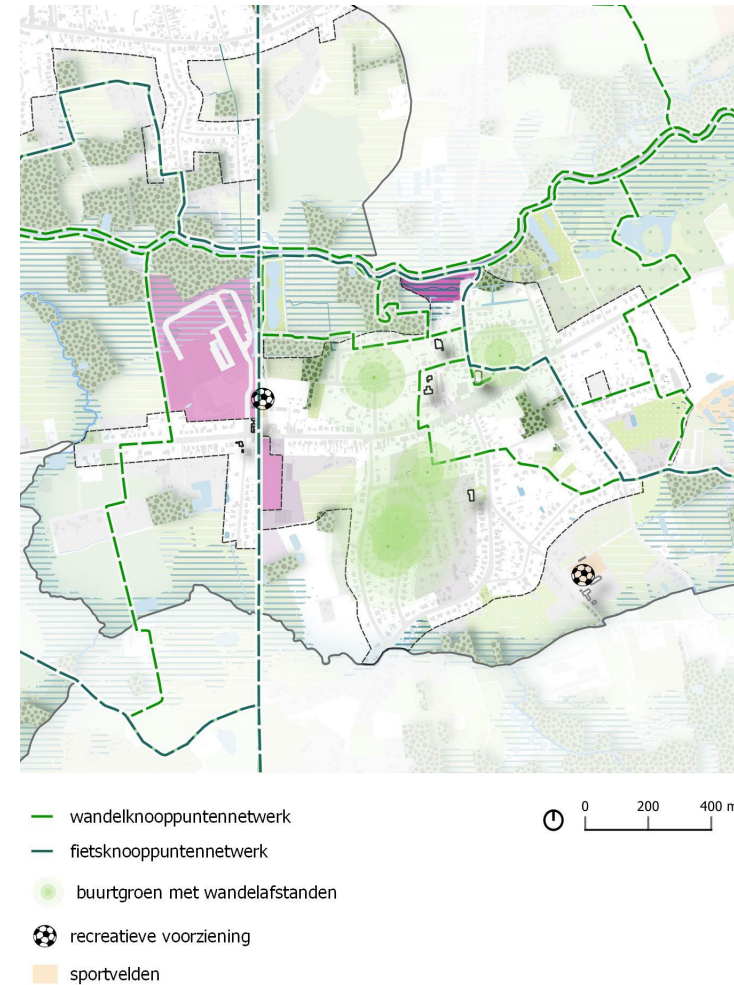 wandelknooppuntennetwerk
0 200 400 m
fietsknooppuntennetwerk
buurtgroen met wandelafstanden
recreatieve voorziening
sportvelden